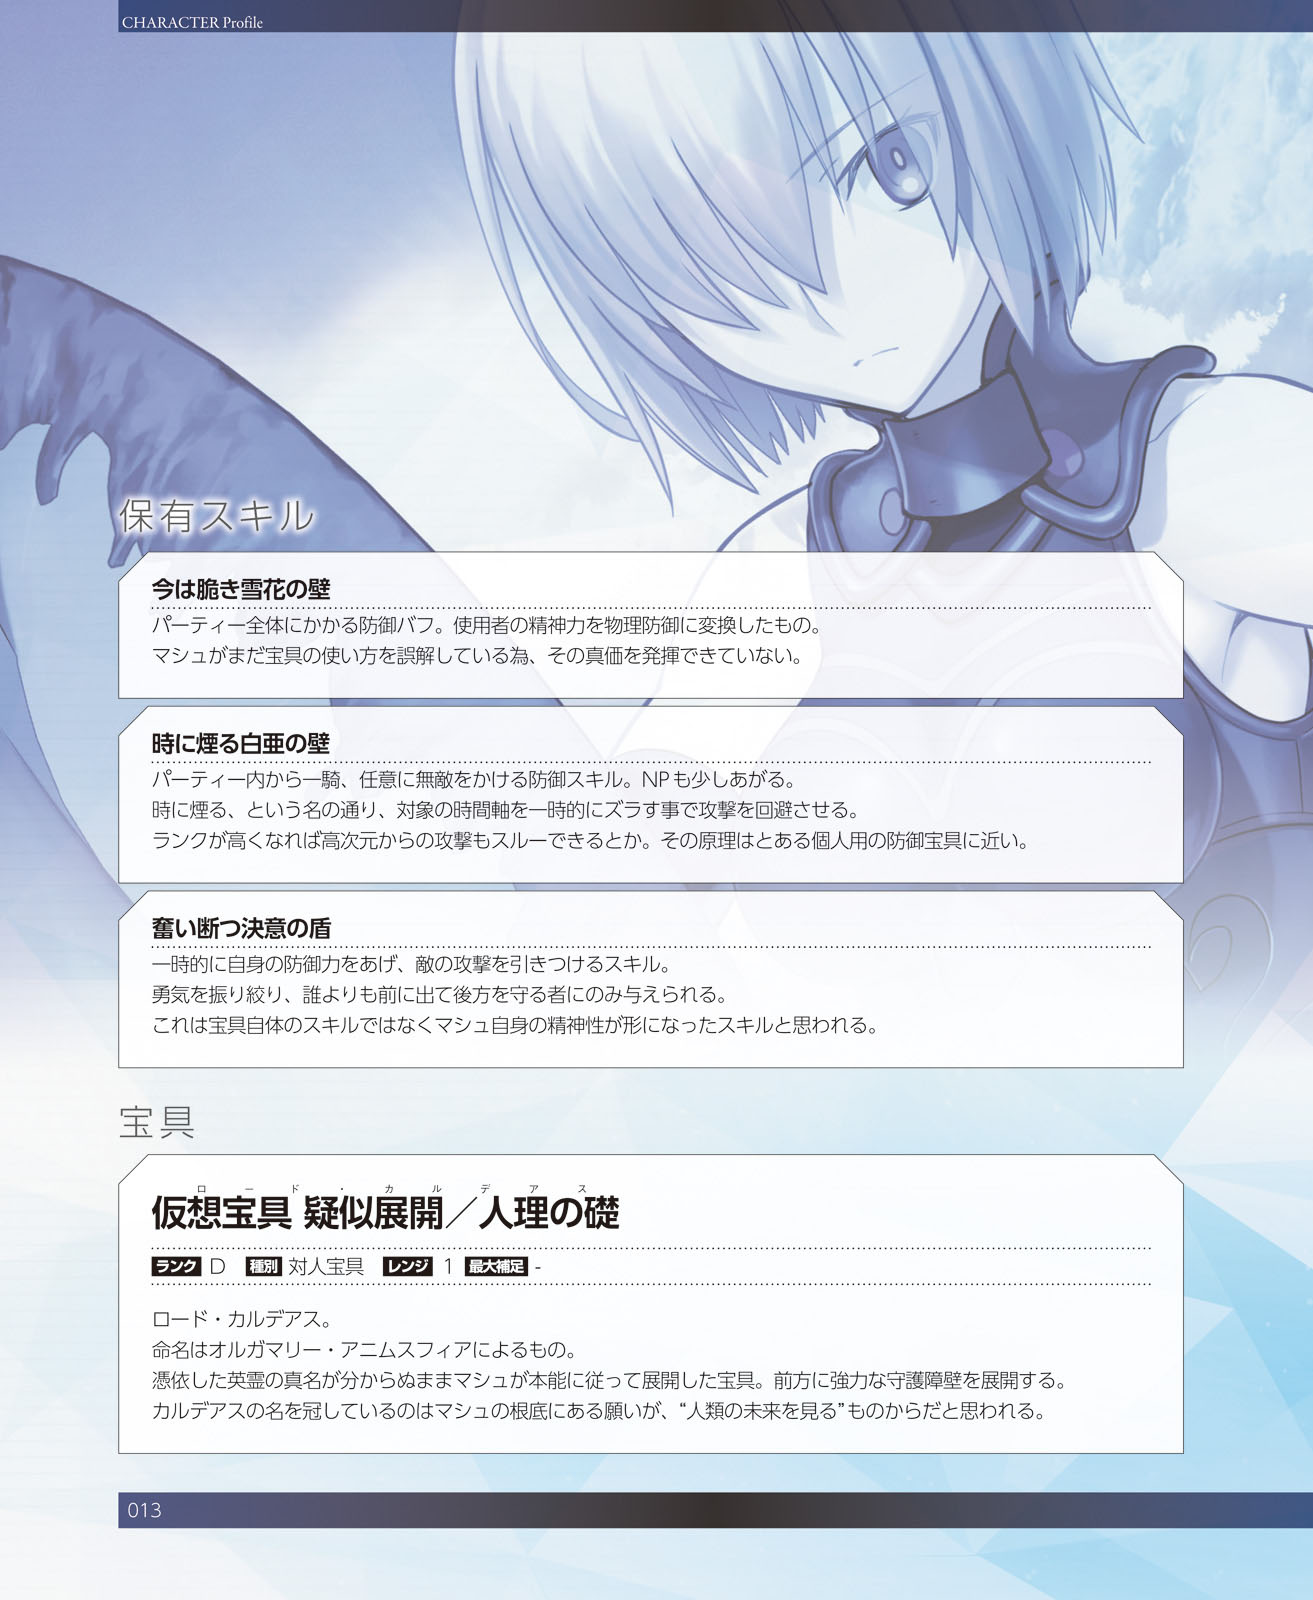 CHARACTER Profile
保有スキル
今は脆き雪花の壁
パーティー全体にかかる防御バフ。使用者の精神力を物理防御に変換したもの。
マシュがまだ宝具の使い方を誤解している為、その真価を発揮できていない。
時に煙る白亜の壁
パーティー内から一騎、任意に無敵をかける防御スキル。NPも少しあがる。
時に煙る、という名の通り、対象の時間軸を一時的にズラす事で攻撃を回避させる。
ランクが高くなれば高次元からの攻撃もスルーできるとか。その原理はとある個人用の防御宝具に近い。
奮い断つ決意の盾
一時的に自身の防御力をあげ、敵の攻撃を引きつけるスキル。
勇気を振り絞り、誰よりも前に出て後方を守る者にのみ与えられる。
これは宝具自体のスキルではなくマシュ自身の精神性が形になったスキルと思われる。
宝具
ロード・カルデアス
仮想宝具 疑似展開／人理の礎
ランク D 種別 対人宝具 レンジ 1 最大補足 -
ロード・カルデアス。
命名はオルガマリー・アニムスフィアによるもの。
憑依した英霊の真名が分からぬままマシュが本能に従って展開した宝具。前方に強力な守護障壁を展開する。
カルデアスの名を冠しているのはマシュの根底にある願いが、“人類の未来を見る”ものからだと思われる。
013